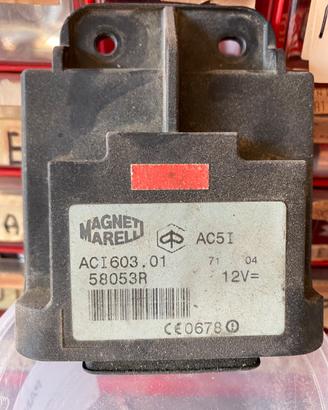 MAGNETI
MARELLI
AC5I
ACI603.01 71 04
58053R 12V=
CE0678
E
A